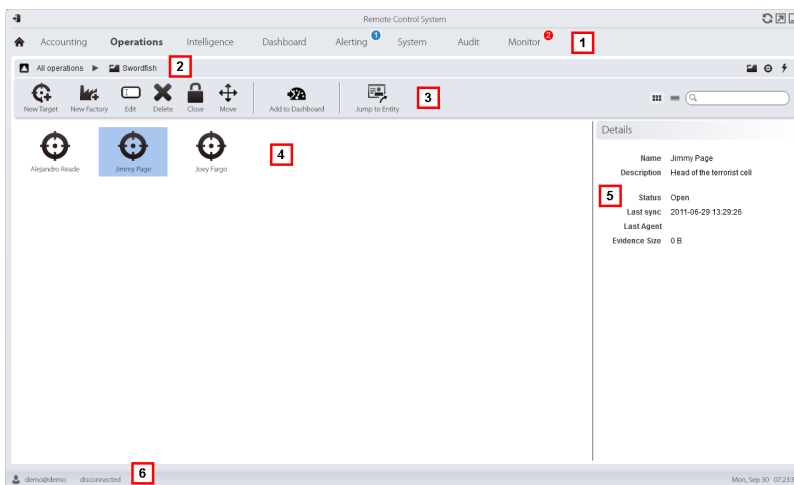 Remote Control System
Accounting Operations Intelligence Dashboard Alerting 1 System Audit Monitor 2 1
All operations Swordfish 2
New Target New Factory Edit Delete Close Move Add to Dashboard Jump to Entity 3
Alejandro Reade Jimmy Page Joey Fargo 4
Details
Name Jimmy Page
Description Head of the terrorist cell
5 Status Open
Last sync 2011-06-29 13:29:26
Last Agent
Evidence Size 0 B
demo@demo disconnected 6 Mon, Sep 30 07:23:3